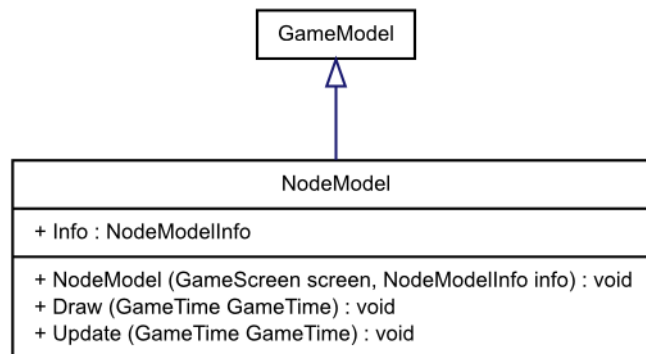 GameModel
NodeModel
+ Info : NodeModelInfo
+ NodeModel (GameScreen screen, NodeModelInfo info) : void
+ Draw (GameTime GameTime) : void
+ Update (GameTime GameTime) : void